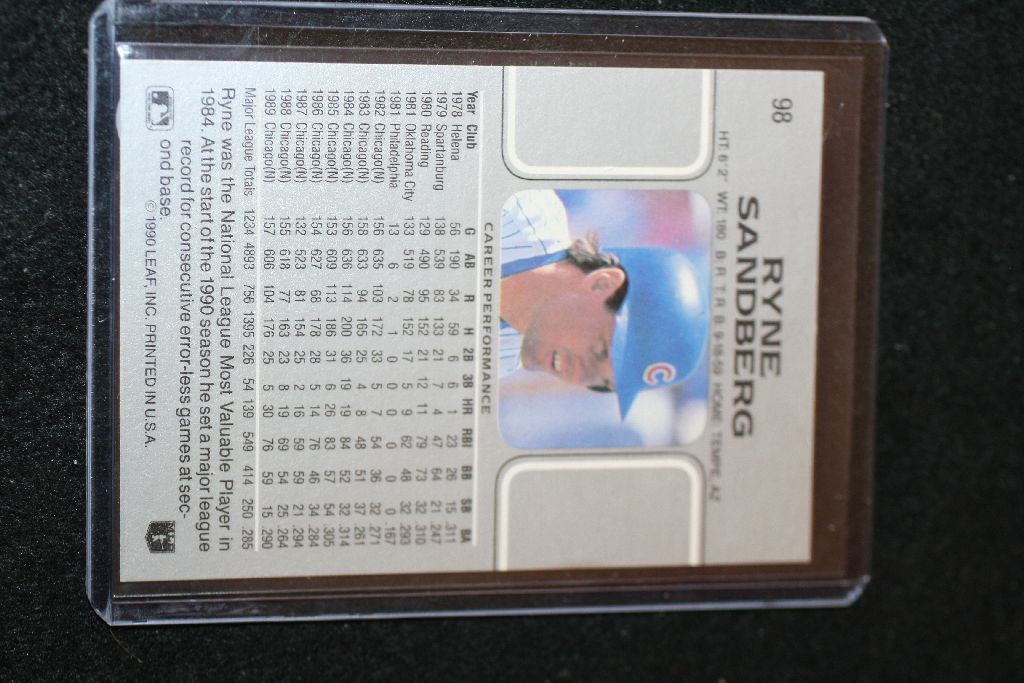 98
RYNE
SANDBERG
HT: 6'2" WT: 180 B: R T: R B: 9-18-59 HOME: TEMPE, AZ
C
CAREER PERFORMANCE
Year Club G AB R H 2B 3B HR RBI BB SB BA
1978 Helena 56 190 34 59 6 6 1 23 26 15 .311
1979 Spartanburg 138 539 83 133 21 7 4 47 64 21 .247
1980 Reading 129 490 95 152 21 12 11 79 73 32 .310
1981 Oklahoma City 133 519 78 152 17 5 9 62 48 32 .293
1981 Philadelphia 13 6 2 1 0 0 0 0 0 0 .167
1982 Chicago(N) 156 635 103 172 33 5 7 54 36 32 .271
1983 Chicago(N) 158 633 94 165 25 4 8 48 51 37 .261
1984 Chicago(N) 156 636 114 200 36 19 19 84 52 32 .314
1985 Chicago(N) 153 609 113 186 31 6 26 83 57 54 .305
1986 Chicago(N) 154 627 68 178 28 5 14 76 46 34 .284
1987 Chicago(N) 132 523 81 154 25 2 16 59 59 21 .294
1988 Chicago(N) 155 618 77 163 23 8 19 69 54 25 .264
1989 Chicago(N) 157 606 104 176 25 5 30 76 59 15 .290
Major League Totals 1234 4893 756 1395 226 54 139 549 414 250 .285
Ryne was the National League Most Valuable Player in
1984. At the start of the 1990 season he set a major league
record for consecutive error-less games at sec-
ond base.
© 1990 LEAF, INC. PRINTED IN U.S.A.